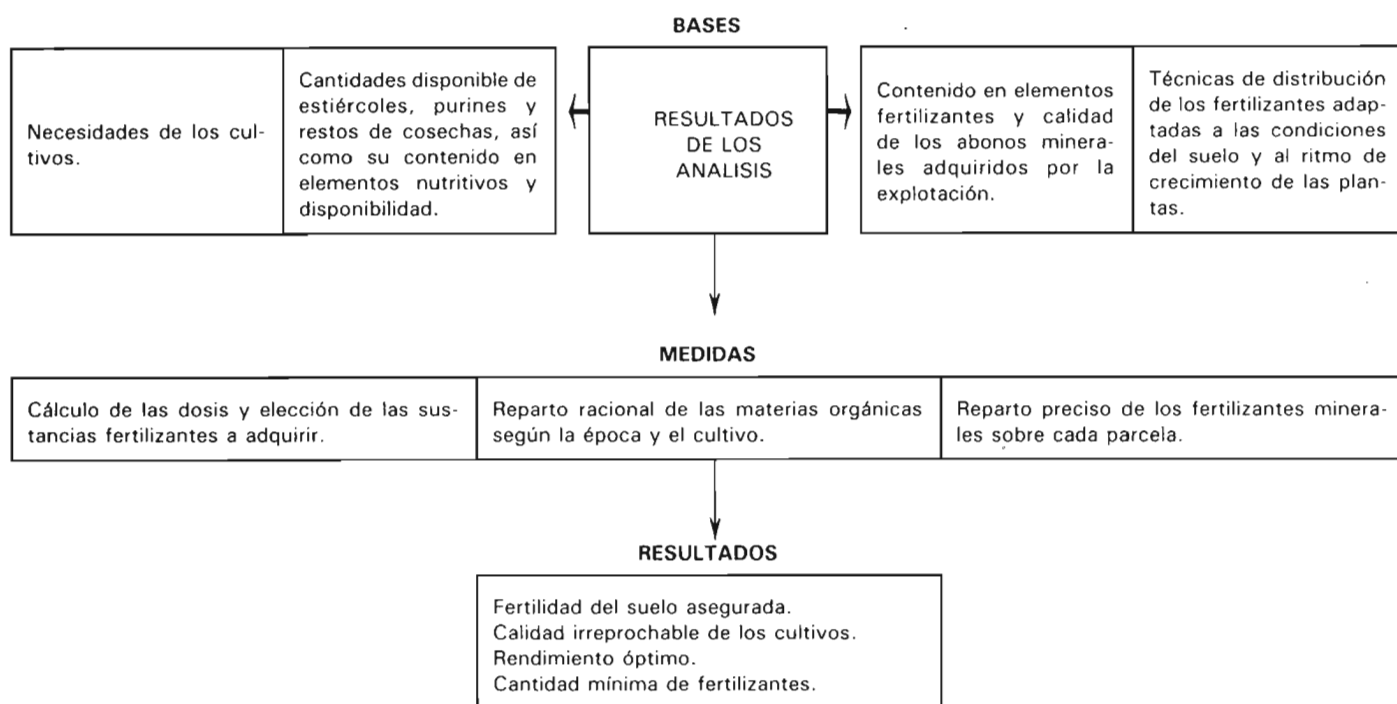 BASES
Necesidades de los cul-
tivos.
Cantidades disponible de
estiércoles, purines y
restos de cosechas, así
como su contenido en
elementos nutritivos y
disponibilidad.
RESULTADOS
DE LOS
ANALISIS
Contenido en elementos
fertilizantes y calidad
de los abonos minera-
les adquiridos por la
explotación.
Técnicas de distribución
de los fertilizantes adap-
tadas a las condiciones
del suelo y al ritmo de
crecimiento de las plan-
tas.
MEDIDAS
Cálculo de las dosis y elección de las sus-
tancias fertilizantes a adquirir.
Reparto racional de las materias orgánicas
según la época y el cultivo.
Reparto preciso de los fertilizantes minera-
les sobre cada parcela.
RESULTADOS
Fertilidad del suelo asegurada.
Calidad irreprochable de los cultivos.
Rendimiento óptimo.
Cantidad mínima de fertilizantes.